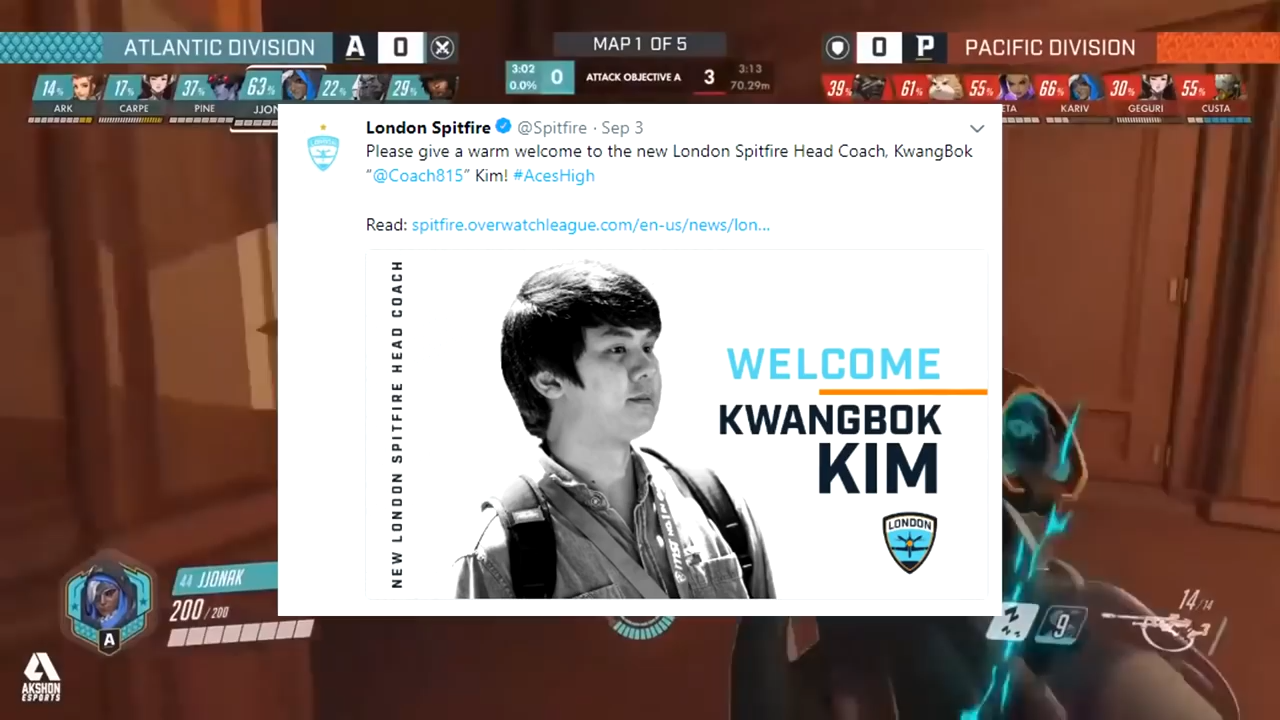 ATLANTIC DIVISION A 0
MAP 1 OF 5
0 P PACIFIC DIVISION
3:02
0.0%
0 ATTACK OBJECTIVE A 3
3:13
70.29m
14% 17% 37% 63% 22% 29%
39% 61% 55% 66% 30% 55%
ARK CARPE PINE JJON
ETA KARIV GEGURI CUSTA
London Spitfire @Spitfire · Sep 3
Please give a warm welcome to the new London Spitfire Head Coach, KwangBok
"@Coach815" Kim! #AcesHigh
Read: spitfire.overwatchleague.com/en-us/news/lon...
NEW LONDON SPITFIRE HEAD COACH
WELCOME
KWANGBOK
KIM
LONDON
44 JJONAK
200/200
A
9
14/14
AKSHON
ESPORTS